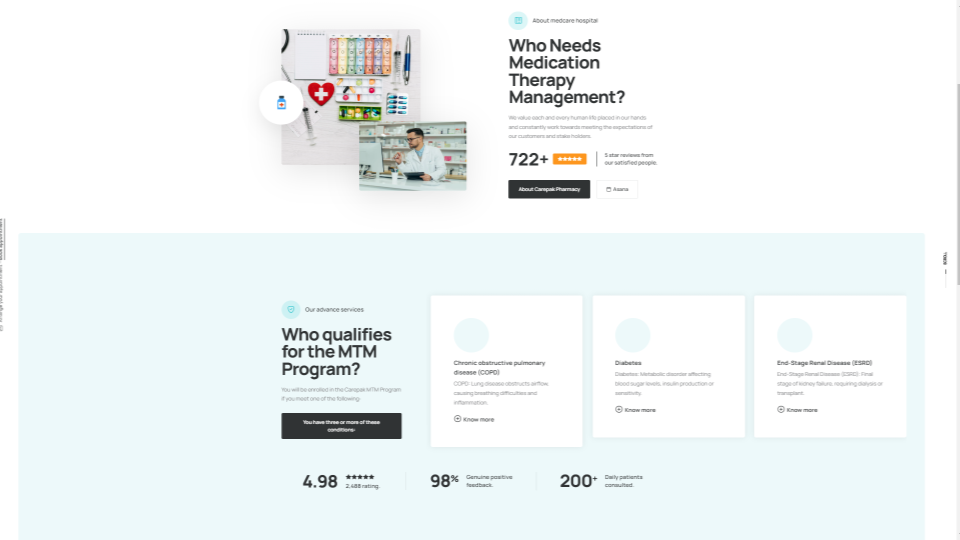 About medcare hospital
Who Needs
Medication
Therapy
Management?
We value each and every human life placed in our hands
and constantly work towards meeting the expectations of
our customers and stake holders.
722+
5 star reviews from
our satisfied people.
About Carepak Pharmacy
Asana
Our advance services
Who qualifies
for the MTM
Program?
You will be enrolled in the Carepak MTM Program
if you meet one of the following:
You have three or more of these
conditions:
Chronic obstructive pulmonary
disease (COPD)
COPD: Lung disease obstructs airflow,
causing breathing difficulties and
inflammation.
Know more
Diabetes
Diabetes: Metabolic disorder affecting
blood sugar levels, insulin production or
sensitivity.
Know more
End-Stage Renal Disease (ESRD)
End-Stage Renal Disease (ESRD): Final
stage of kidney failure, requiring dialysis or
transplant.
Know more
4.98
2,488 rating.
98%
Genuine positive
feedback.
200+
Daily patients
consulted.